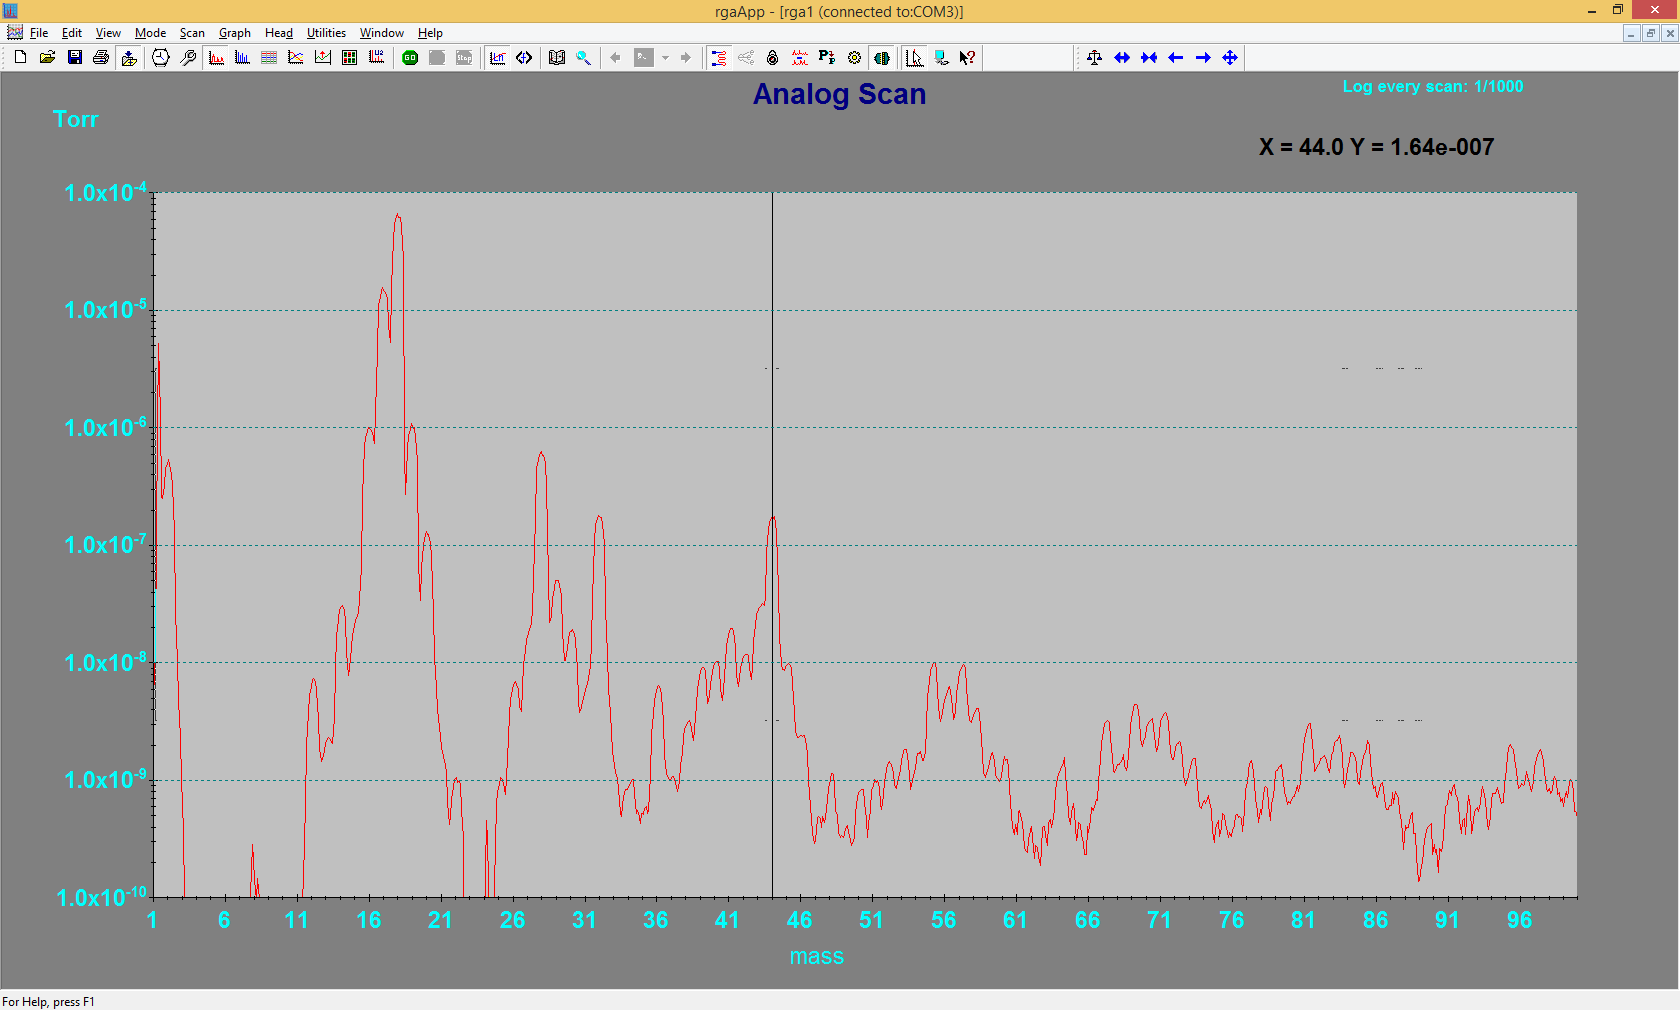 rgaApp - [rga1 (connected to:COM3)]
File Edit View Mode Scan Graph Head Utilities Window Help
GO Stop
Analog Scan
Log every scan: 1/1000
Torr
X = 44.0 Y = 1.64e-007
1.0x10-4
1.0x10-5
1.0x10-6
1.0x10-7
1.0x10-8
1.0x10-9
1.0x10-10
1 6 11 16 21 26 31 36 41 46 51 56 61 66 71 76 81 86 91 96
mass
For Help, press F1